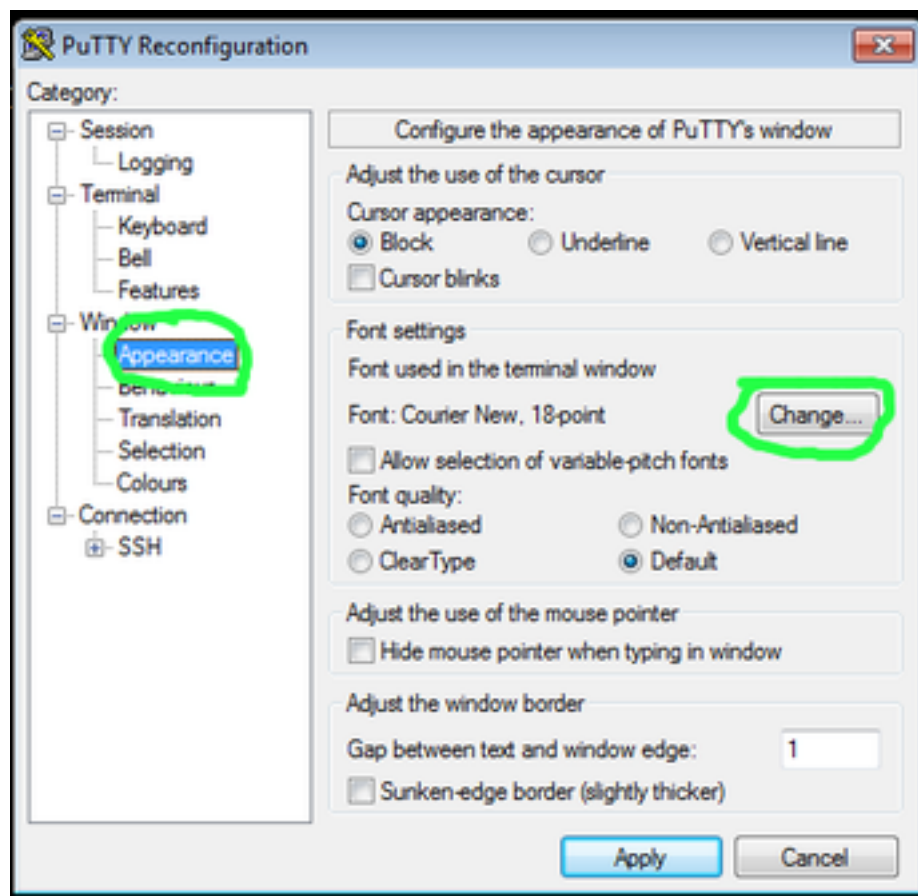 PuTTY Reconfiguration
Category:
Session
Logging
Terminal
Keyboard
Bell
Features
Window
Appearance
Behaviour
Translation
Selection
Colours
Connection
SSH
Configure the appearance of PuTTY's window
Adjust the use of the cursor
Cursor appearance:
Block Underline Vertical line
Cursor blinks
Font settings
Font used in the terminal window
Font: Courier New, 18-point Change...
Allow selection of variable-pitch fonts
Font quality:
Antialiased Non-Antialiased
ClearType Default
Adjust the use of the mouse pointer
Hide mouse pointer when typing in window
Adjust the window border
Gap between text and window edge: 1
Sunken-edge border (slightly thicker)
Apply Cancel